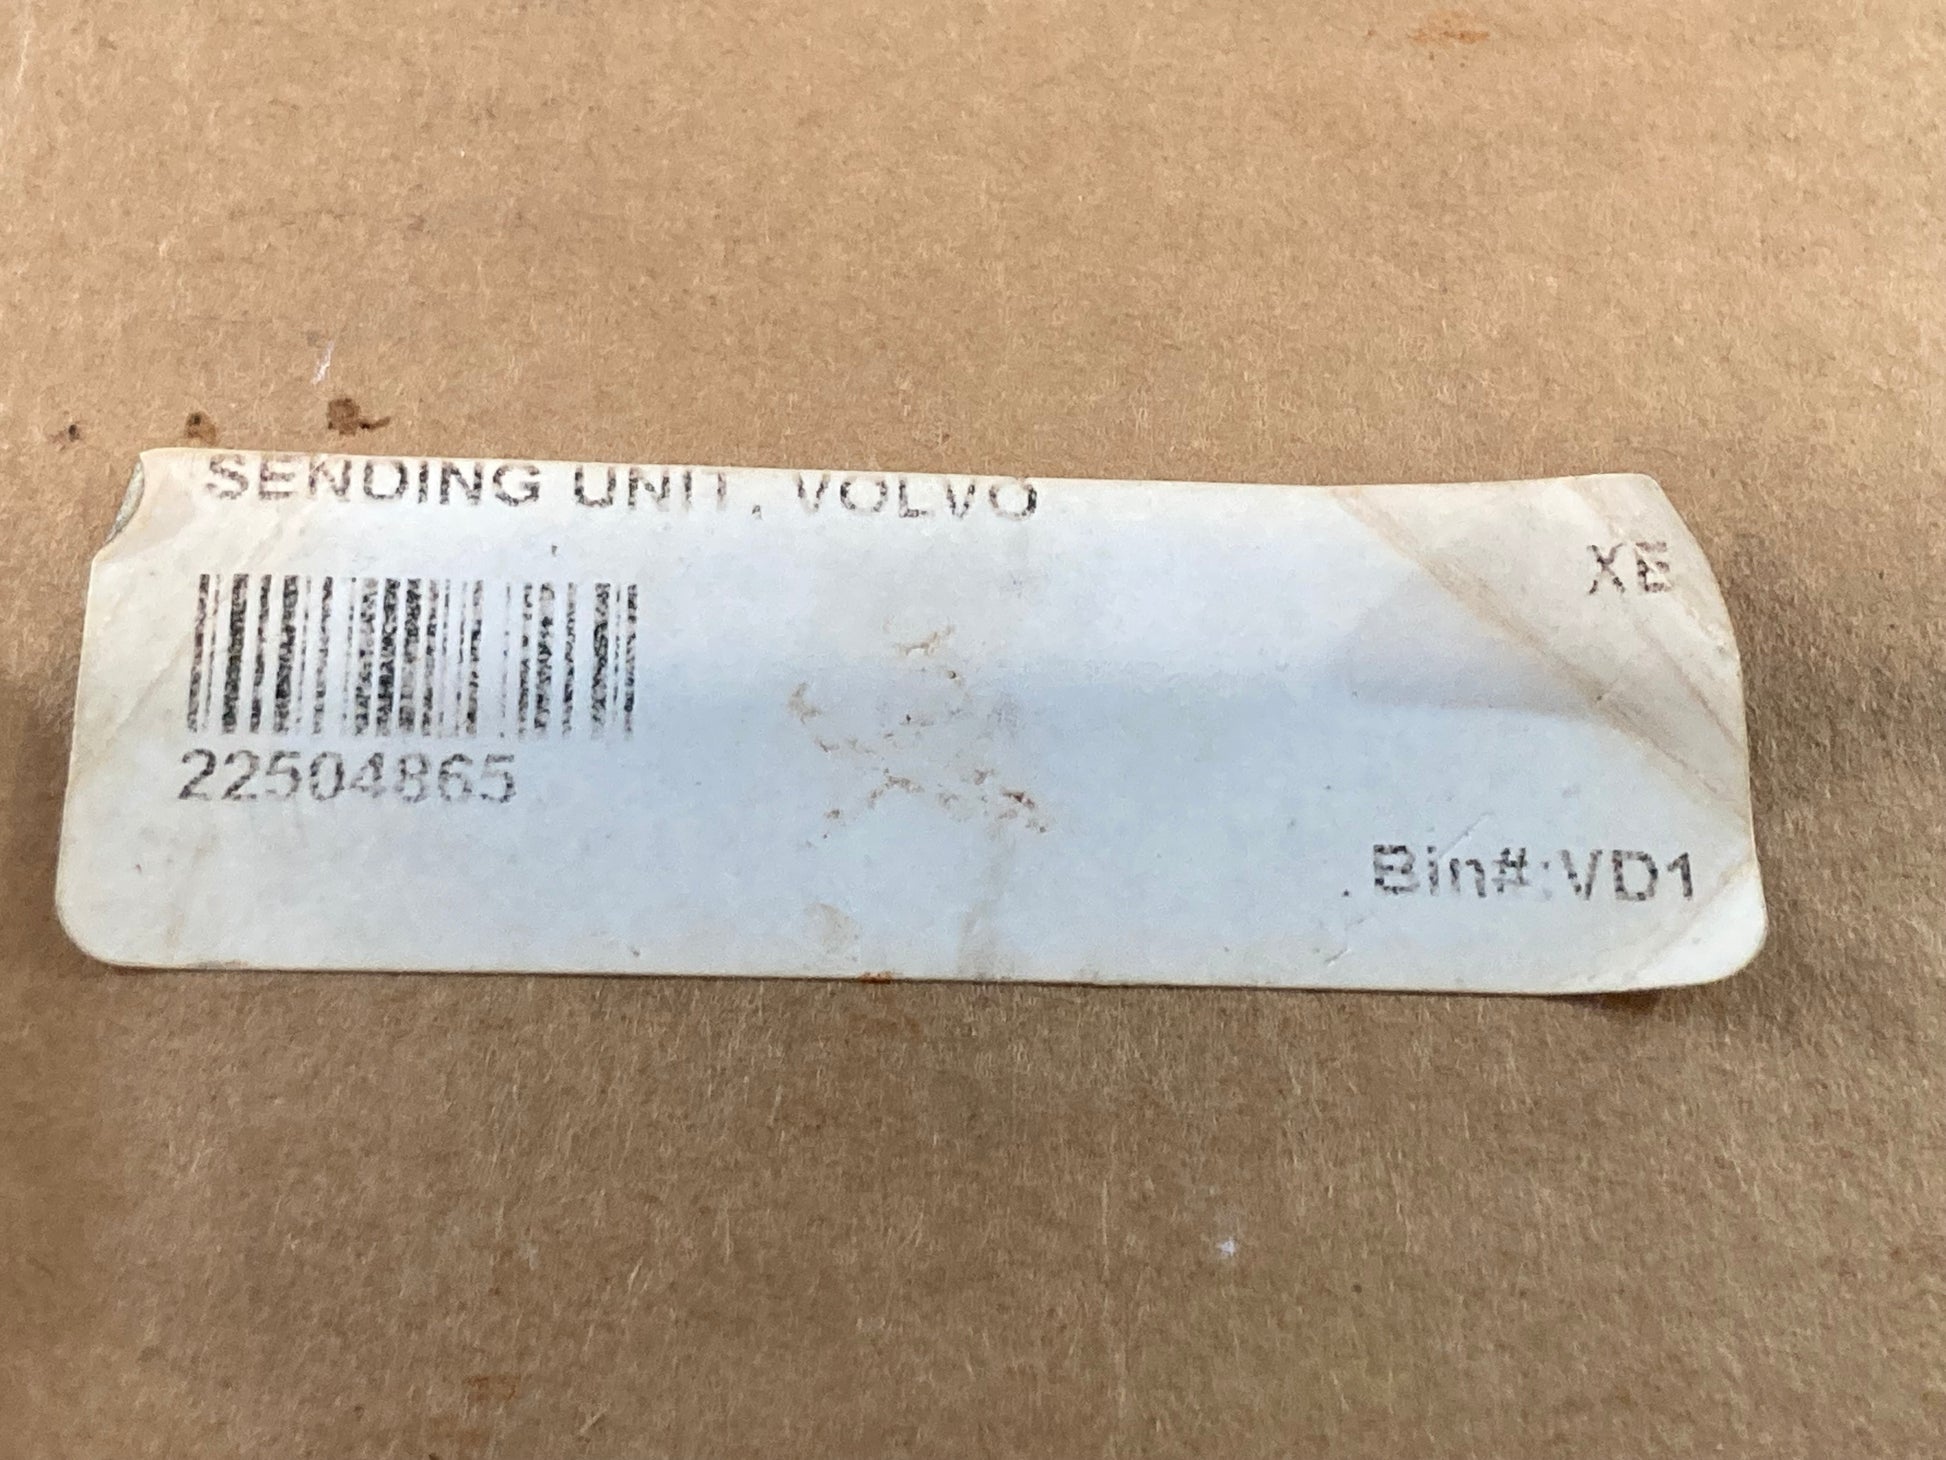 SENDING UNIT, VOLVO
XE
22504865
. Bin#:VD1